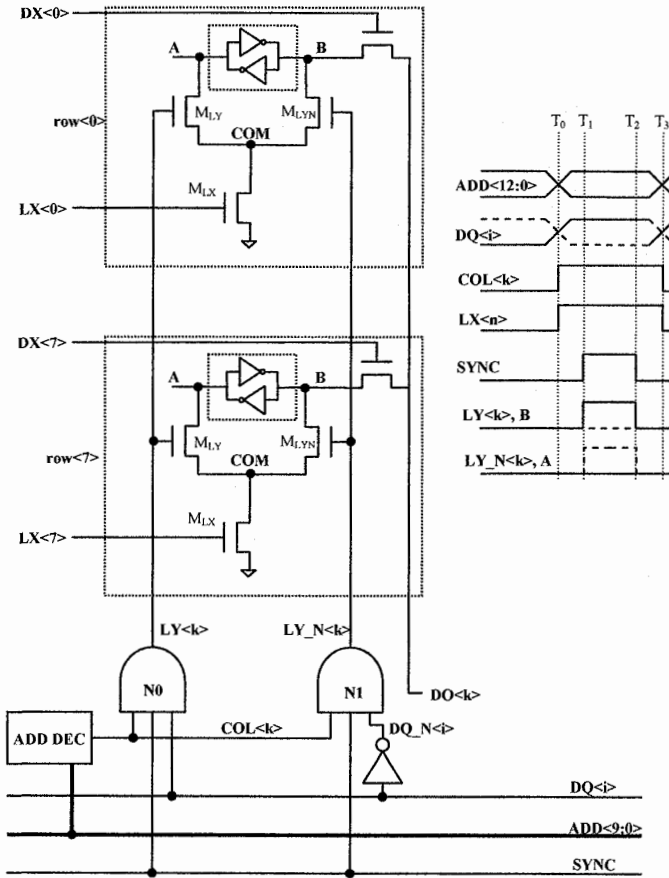 DX<0>
A
B
M_LY
M_LYN
row<0>
COM
M_LX
LX<0>
DX<7>
A
B
M_LY
M_LYN
COM
row<7>
M_LX
LX<7>
LY<k>
LY_N<k>
N0
N1
DO<k>
COL<k>
DQ_N<i>
ADD DEC
DQ<i>
ADD<9:0>
SYNC
T0 T1 T2 T3
ADD<12:0>
DQ<i>
COL<k>
LX<n>
SYNC
LY<k>, B
LY_N<k>, A